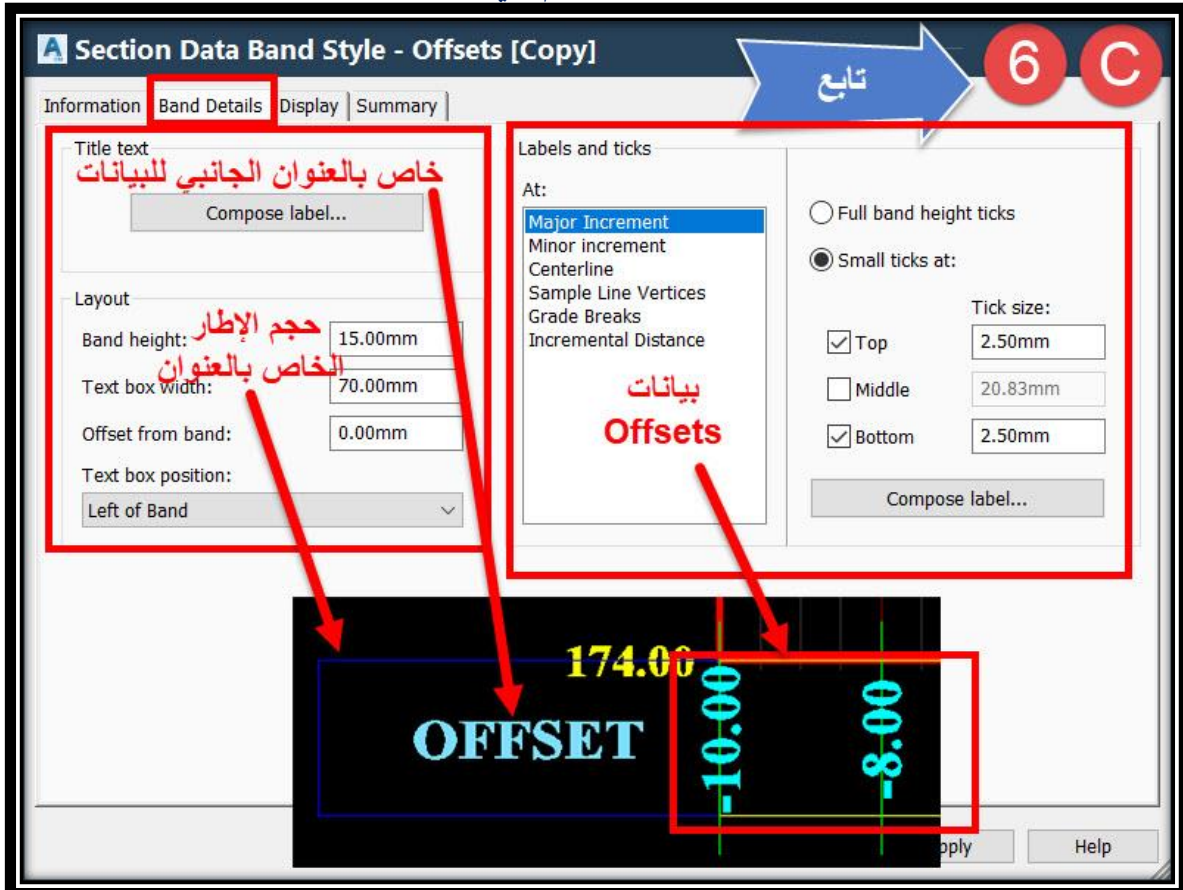 Section Data Band Style - Offsets [Copy]
تابع
6
C
Information
Band Details
Display
Summary
Title text
خاص بالعنوان الجانبي للبيانات
Compose label...
Layout
Band height:
15.00mm
حجم الإطار
الخاص بالعنوان
Text box width:
70.00mm
Offset from band:
0.00mm
Text box position:
Left of Band
Labels and ticks
At:
Major Increment
Minor increment
Centerline
Sample Line Vertices
Grade Breaks
Incremental Distance
بيانات
Offsets
Full band height ticks
Small ticks at:
Tick size:
Top
2.50mm
Middle
20.83mm
Bottom
2.50mm
Compose label...
174.00
OFFSET
-10.00
-8.00
Help